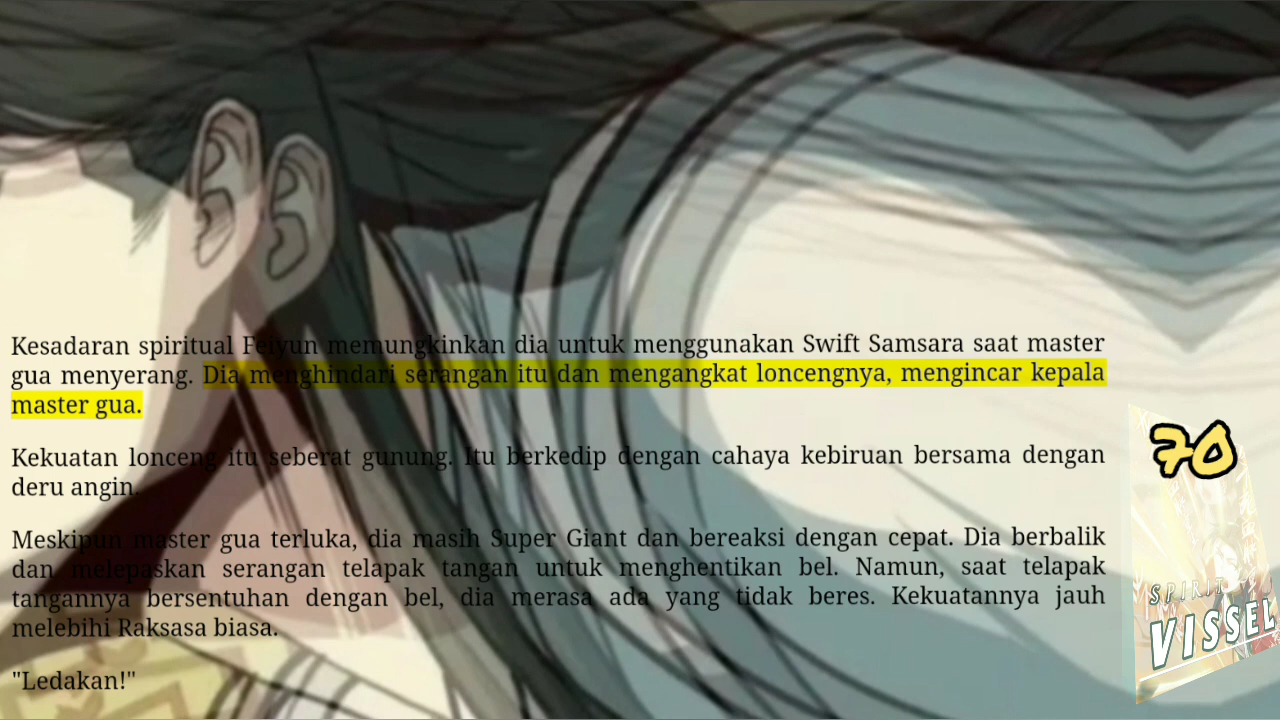 Kesadaran spiritual Feiyun memungkinkan dia untuk menggunakan Swift Samsara saat master
gua menyerang. Dia menghindari serangan itu dan mengangkat loncengnya, mengincar kepala
master gua.
Kekuatan lonceng itu seberat gunung. Itu berkedip dengan cahaya kebiruan bersama dengan
deru angin.
Meskipun master gua terluka, dia masih Super Giant dan bereaksi dengan cepat. Dia berbalik
dan melepaskan serangan telapak tangan untuk menghentikan bel. Namun, saat telapak
tangannya bersentuhan dengan bel, dia merasa ada yang tidak beres. Kekuatannya jauh
melebihi Raksasa biasa.
"Ledakan!"
70
SPIRIT
VISSEL